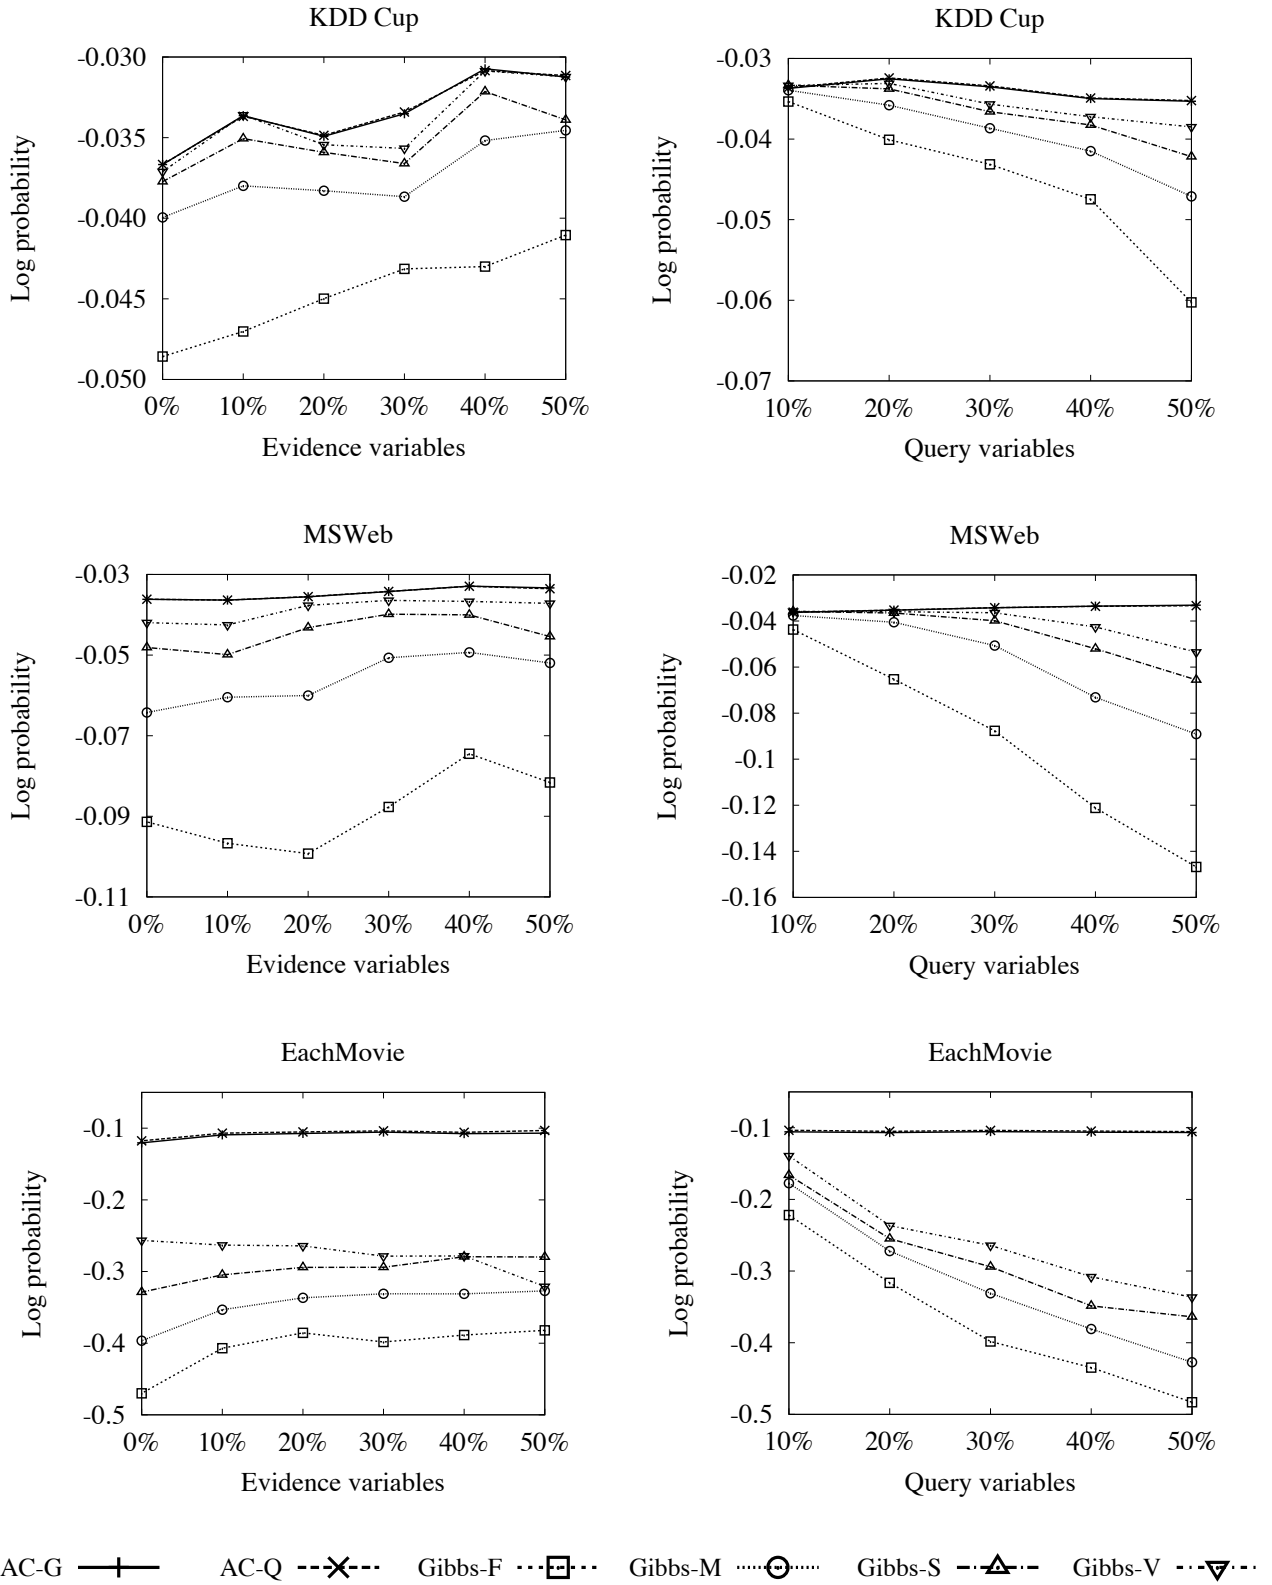 KDD Cup
-0.030
-0.035
-0.040
-0.045
-0.050
Log probability
0% 10% 20% 30% 40% 50%
Evidence variables
KDD Cup
-0.03
-0.04
-0.05
-0.06
-0.07
Log probability
10% 20% 30% 40% 50%
Query variables
MSWeb
-0.03
-0.05
-0.07
-0.09
-0.11
Log probability
0% 10% 20% 30% 40% 50%
Evidence variables
MSWeb
-0.02
-0.04
-0.06
-0.08
-0.1
-0.12
-0.14
-0.16
Log probability
10% 20% 30% 40% 50%
Query variables
EachMovie
-0.1
-0.2
-0.3
-0.4
-0.5
Log probability
0% 10% 20% 30% 40% 50%
Evidence variables
EachMovie
-0.1
-0.2
-0.3
-0.4
-0.5
Log probability
10% 20% 30% 40% 50%
Query variables
AC-G AC-Q Gibbs-F Gibbs-M Gibbs-S Gibbs-V